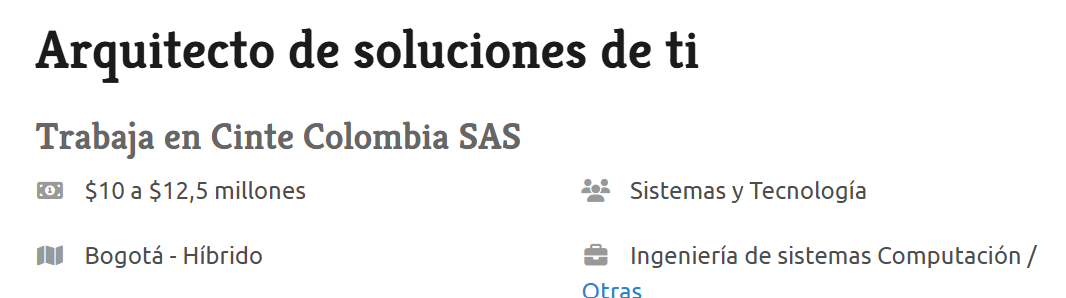 Arquitecto de soluciones de ti
Trabaja en Cinte Colombia SAS
$10 a $12,5 millones
Sistemas y Tecnología
Bogotá - Híbrido
Ingeniería de sistemas Computación /
Otras